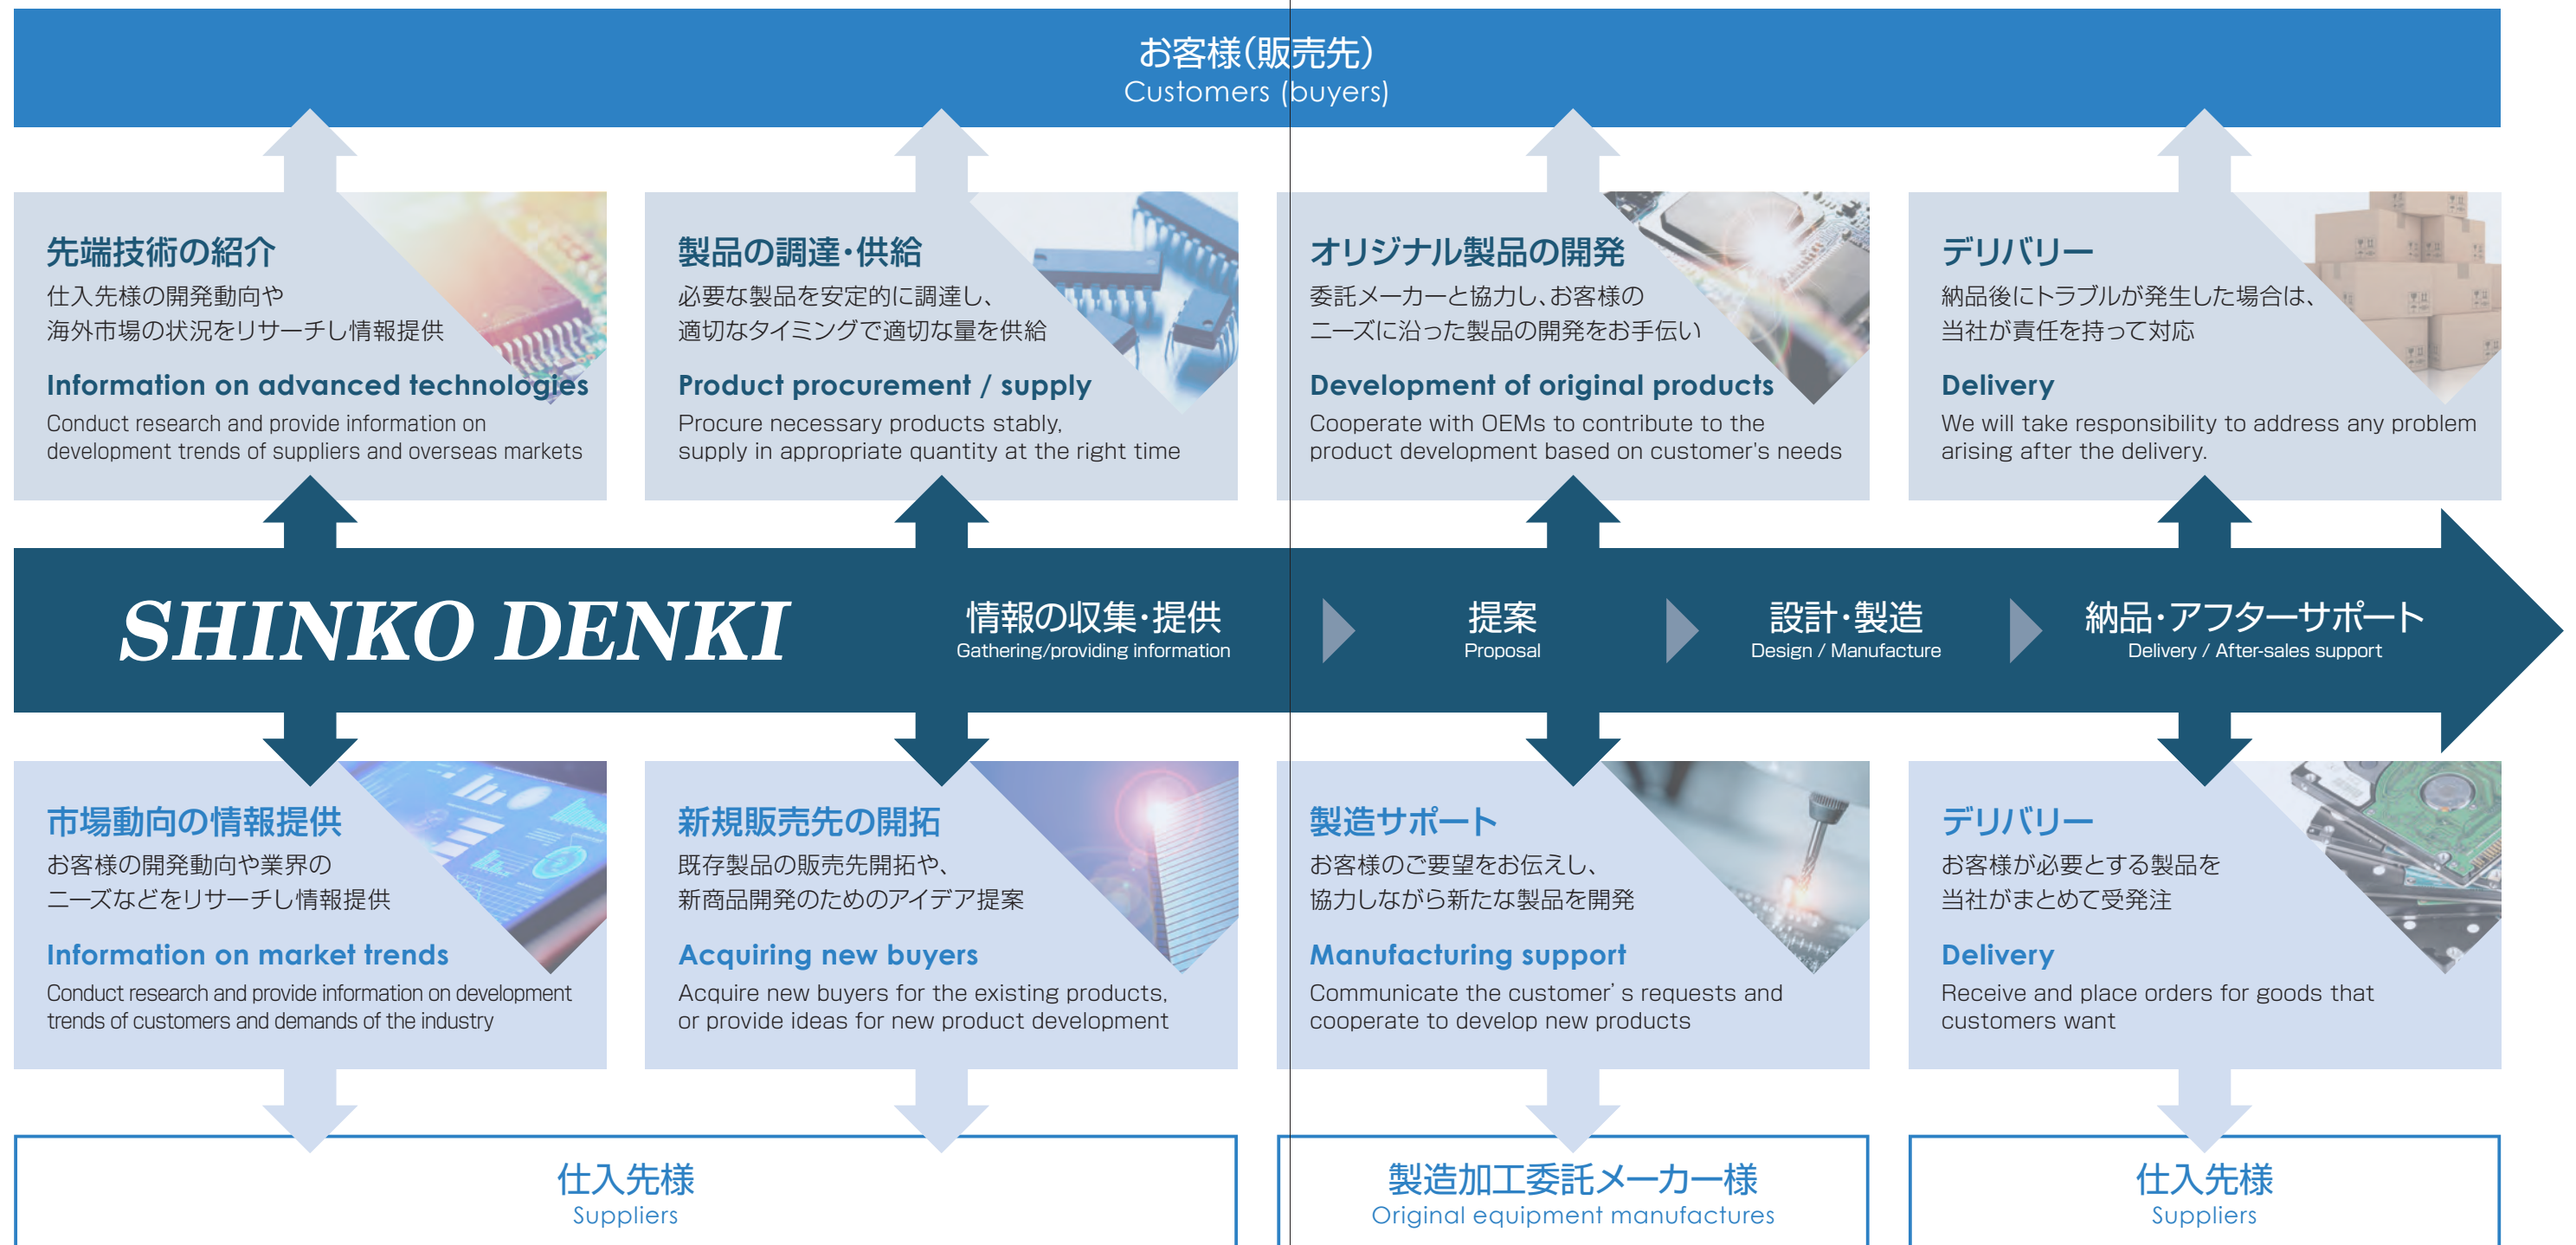 お客様（販売先）
Customers (buyers)
先端技術の紹介
仕入先様の開発動向や
海外市場の状況をリサーチし情報提供
Information on advanced technologies
Conduct research and provide information on
development trends of suppliers and overseas markets
製品の調達・供給
必要な製品を安定的に調達し、
適切なタイミングで適切な量を供給
Product procurement / supply
Procure necessary products stably,
supply in appropriate quantity at the right time
オリジナル製品の開発
委託メーカーと協力し、お客様の
ニーズに沿った製品の開発をお手伝い
Development of original products
Cooperate with OEMs to contribute to the
product development based on customer's needs
デリバリー
納品後にトラブルが発生した場合は、
当社が責任を持って対応
Delivery
We will take responsibility to address any problem
arising after the delivery.
SHINKO DENKI
情報の収集・提供
Gathering/providing information
提案
Proposal
設計・製造
Design / Manufacture
納品・アフターサポート
Delivery / After-sales support
市場動向の情報提供
お客様の開発動向や業界の
ニーズなどをリサーチし情報提供
Information on market trends
Conduct research and provide information on development
trends of customers and demands of the industry
新規販売先の開拓
既存製品の販売先開拓や、
新商品開発のためのアイデア提案
Acquiring new buyers
Acquire new buyers for the existing products,
or provide ideas for new product development
製造サポート
お客様のご要望をお伝えし、
協力しながら新たな製品を開発
Manufacturing support
Communicate the customer’s requests and
cooperate to develop new products
デリバリー
お客様が必要とする製品を
当社がまとめて受発注
Delivery
Receive and place orders for goods that
customers want
仕入先様
Suppliers
製造加工委託メーカー様
Original equipment manufactures
仕入先様
Suppliers